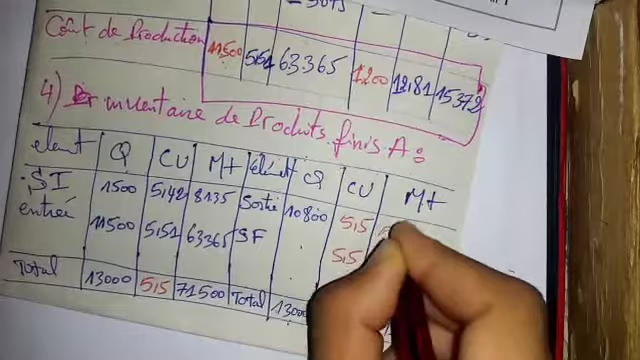 Coût de Production 11500 5,51 63365 1200 12,81 15372
4) inventaire de Produits finis A:
elemt Q CU Mt élémt Q CU Mt
SI 1500 5,42 8135 Sortie 10800 5,5
entrée 11500 5,51 63365 SF 5,5
Total 13000 5,5 71500 Total 13000